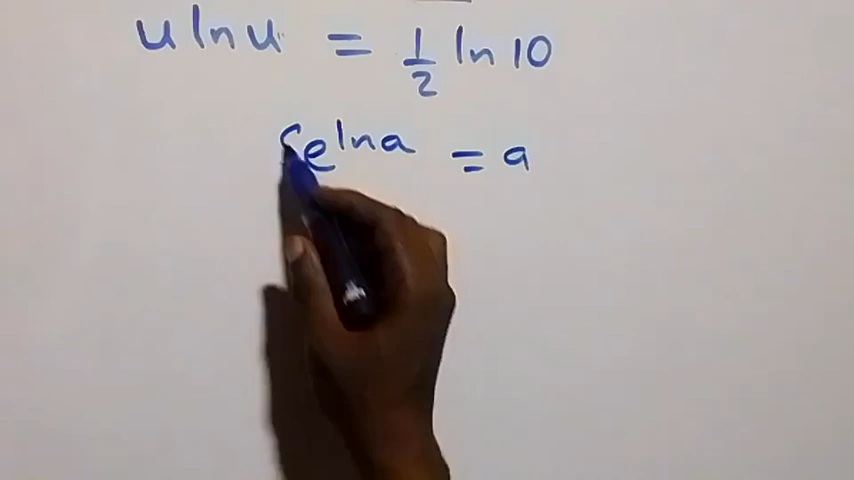 u ln u = 1/2 ln 10
e^{ln a} = a